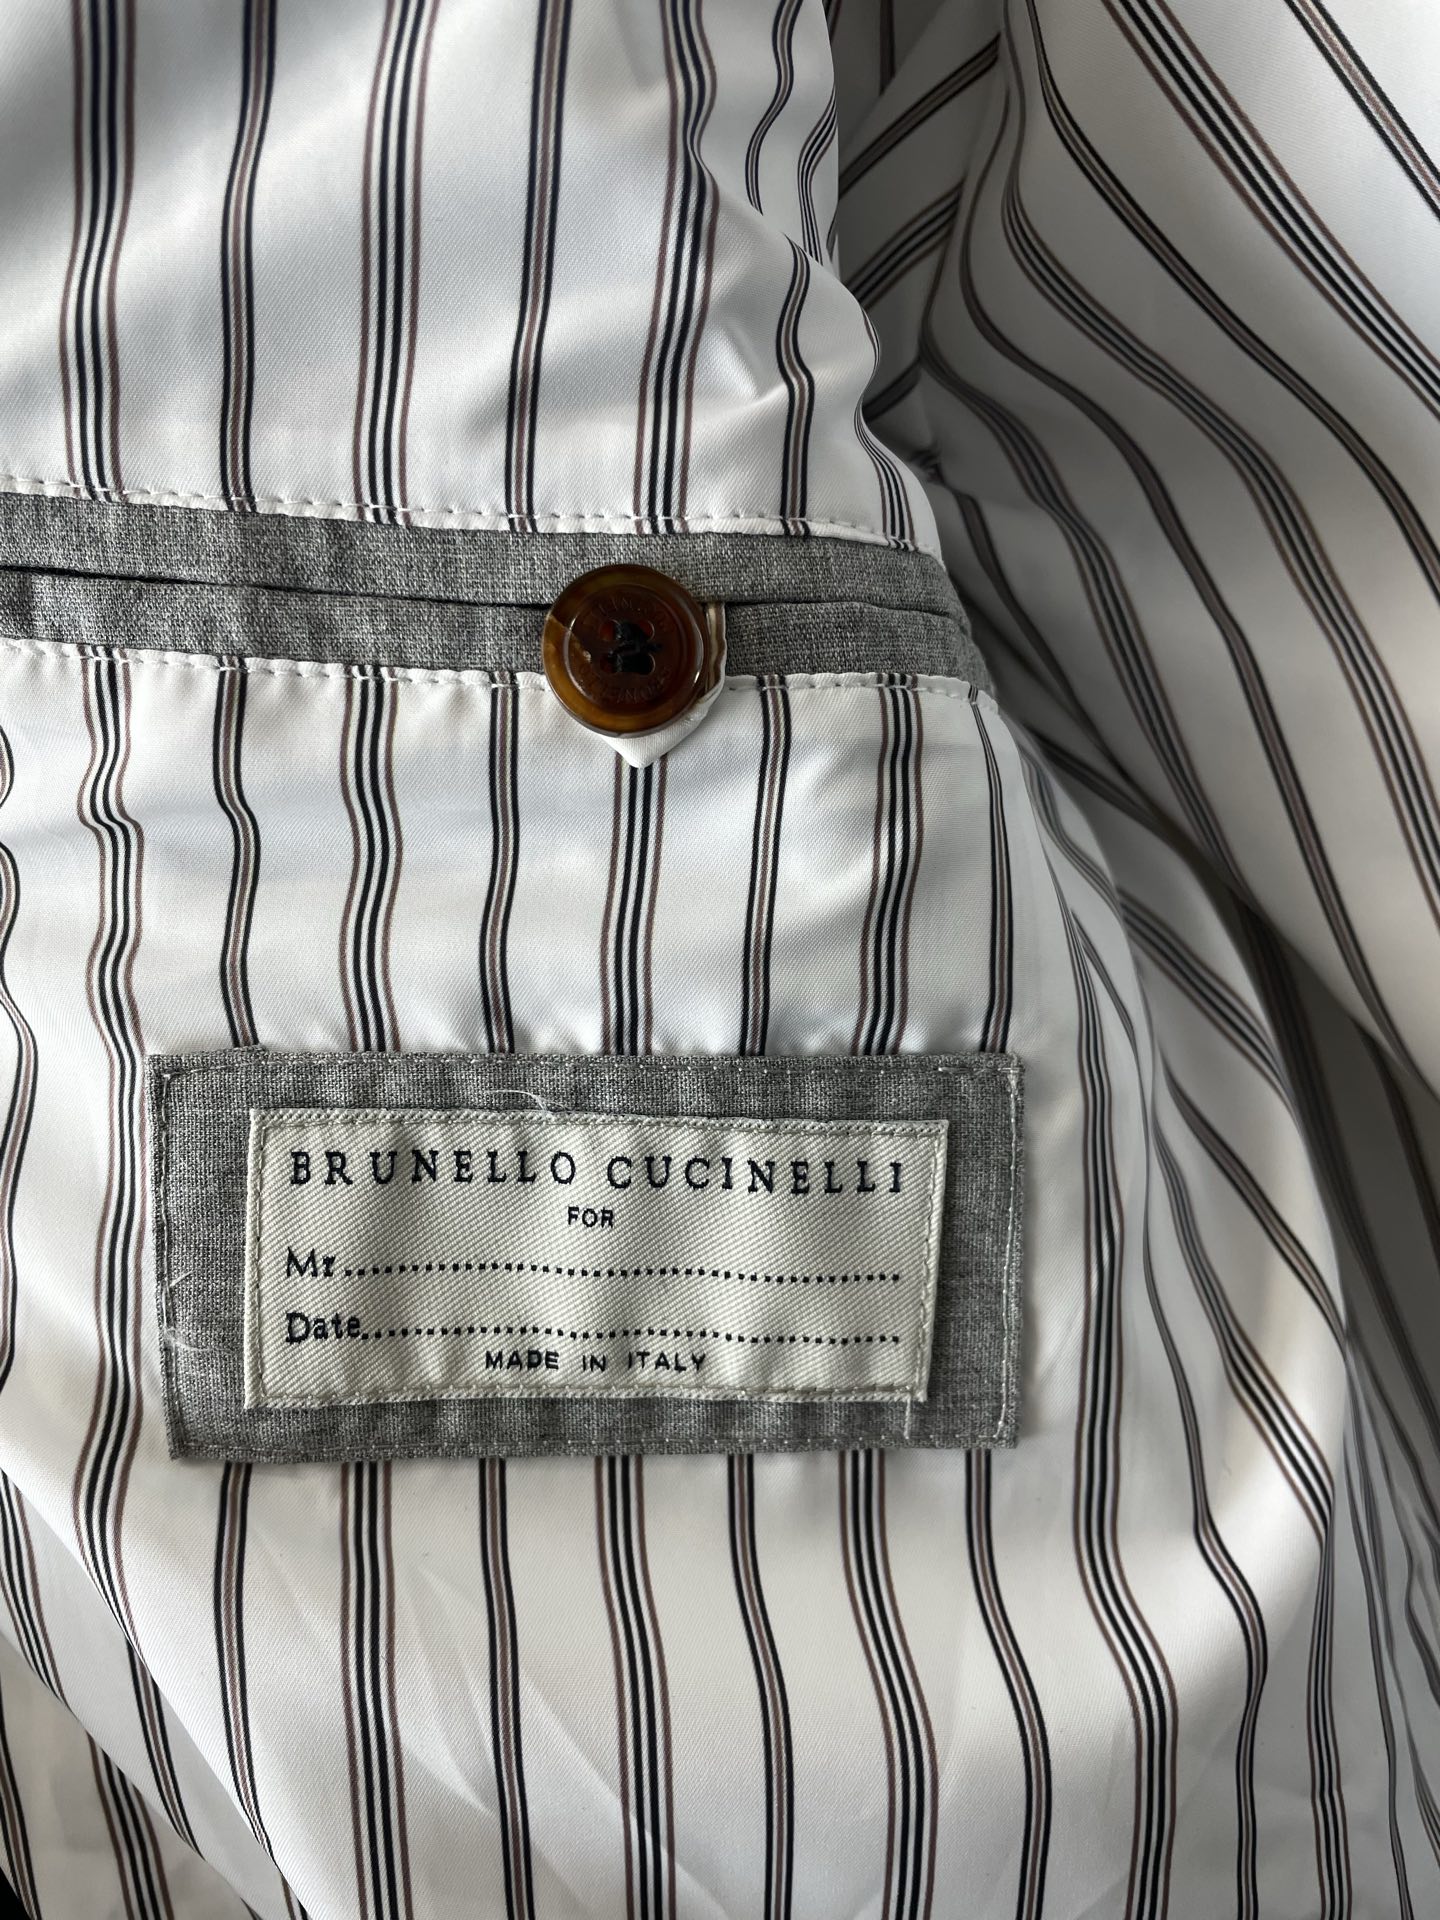 BRUNELLO CUCINELLI
FOR
Mr.......................................................
Date.....................................................
MADE IN ITALY